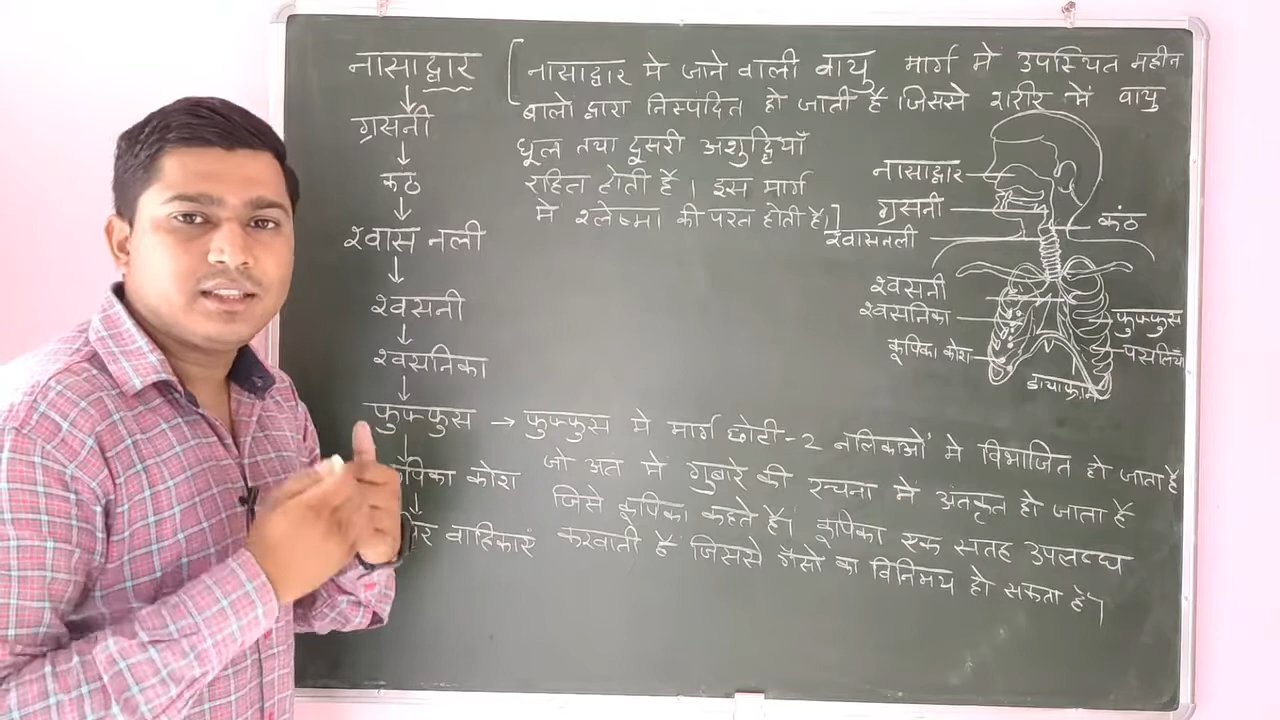 नासाद्वार
ग्रसनी
कंठ
श्वास नली
श्वसनी
श्वसनिका
फुफ्फुस → फुफ्फुस मे मार्ग छोटी-2 नलिकाओं मे विभाजित हो जाता है
पिका कोश जो अंत में गुबारे की रचना में अंतकृत हो जाता है
जिसे कूपिका कहते है। कूपिका एक सतह उपलब्ध
वाहिकाएं करवाती है जिससे गैसो का विनिमय हो सकता है।
[नासाद्वार मे जाने वाली वायु मार्ग में उपस्थित महीन
बालो द्वारा निस्पंदित हो जाती है जिससे शरीर में वायु
धूल तथा दूसरी अशुद्धियाँ
रहित होती है। इस मार्ग
में श्लेष्मा की परत होती है।]
नासाद्वार
ग्रसनी
कंठ
श्वासनली
श्वसनी
श्वसनिका
फुफ्फुस
कूपिका कोश
पसलियाँ
डायाफ्राम